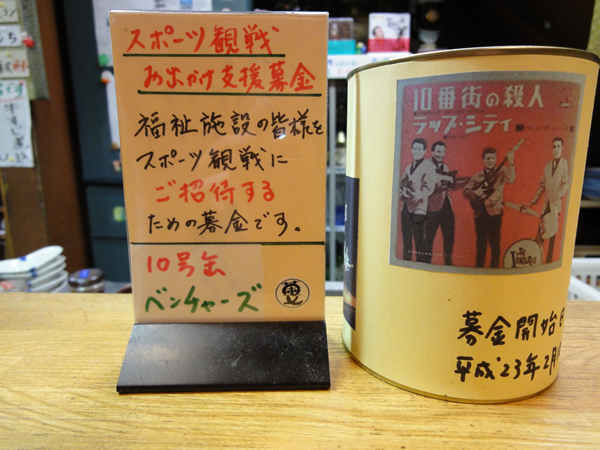 スポーツ観戦
お出かけ支援募金
福祉施設の皆様を
スポーツ観戦に
ご招待する
ための募金です。
10号缶
ベンチャーズ
10番街の殺人
ラップ・シティ
募金開始
平成23年2月